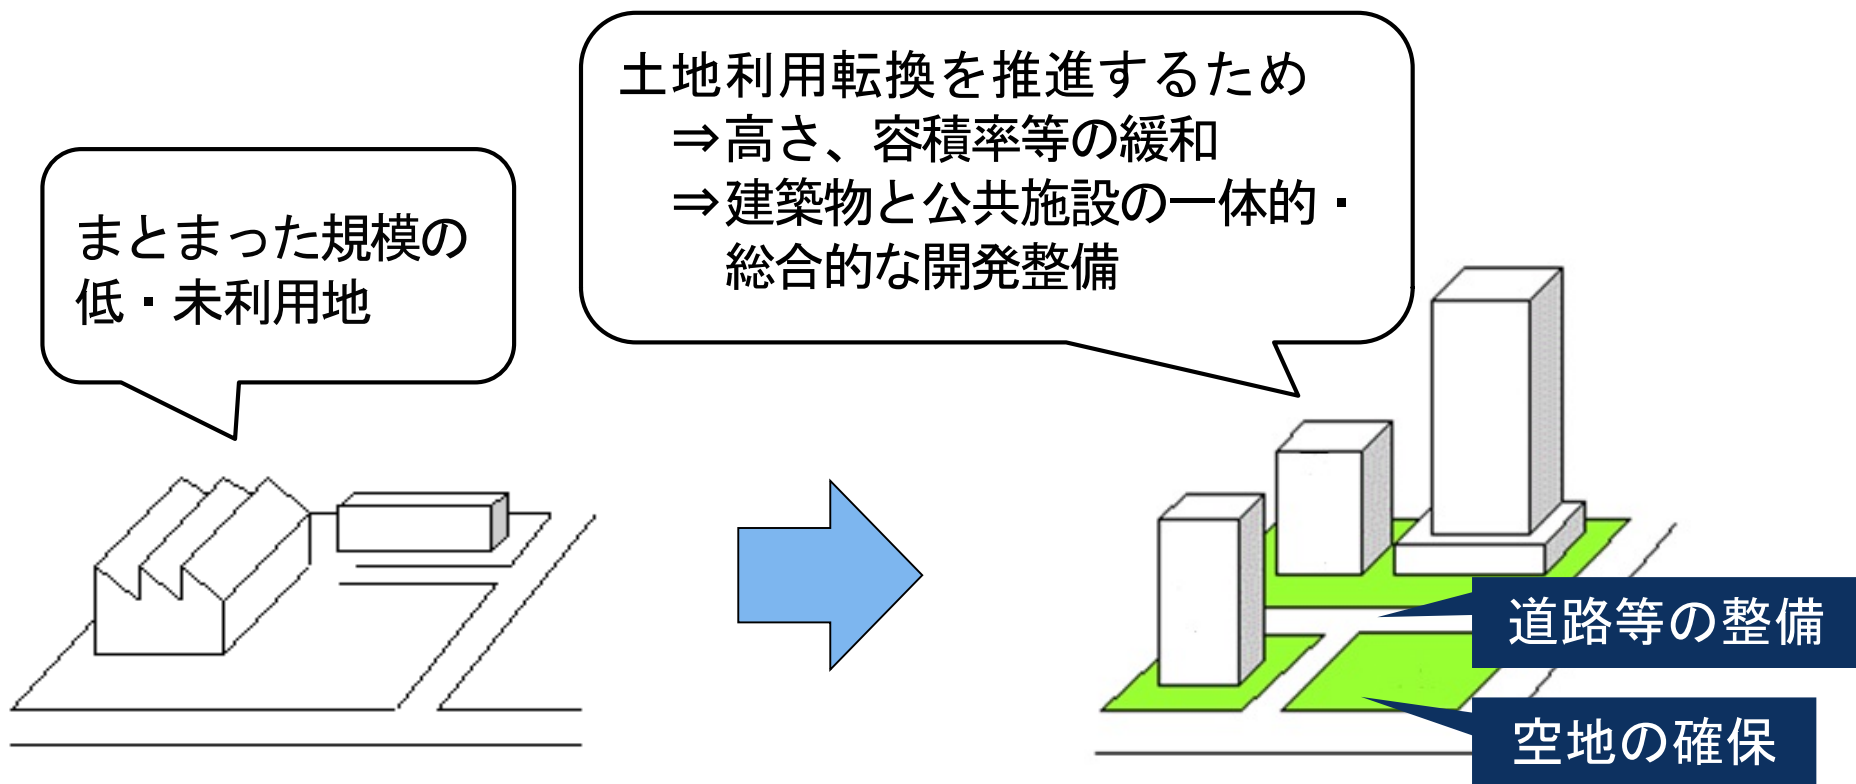 土地利用転換を推進するため
⇒高さ、容積率等の緩和
⇒建築物と公共施設の一体的・
総合的な開発整備
まとまった規模の
低・未利用地
道路等の整備
空地の確保